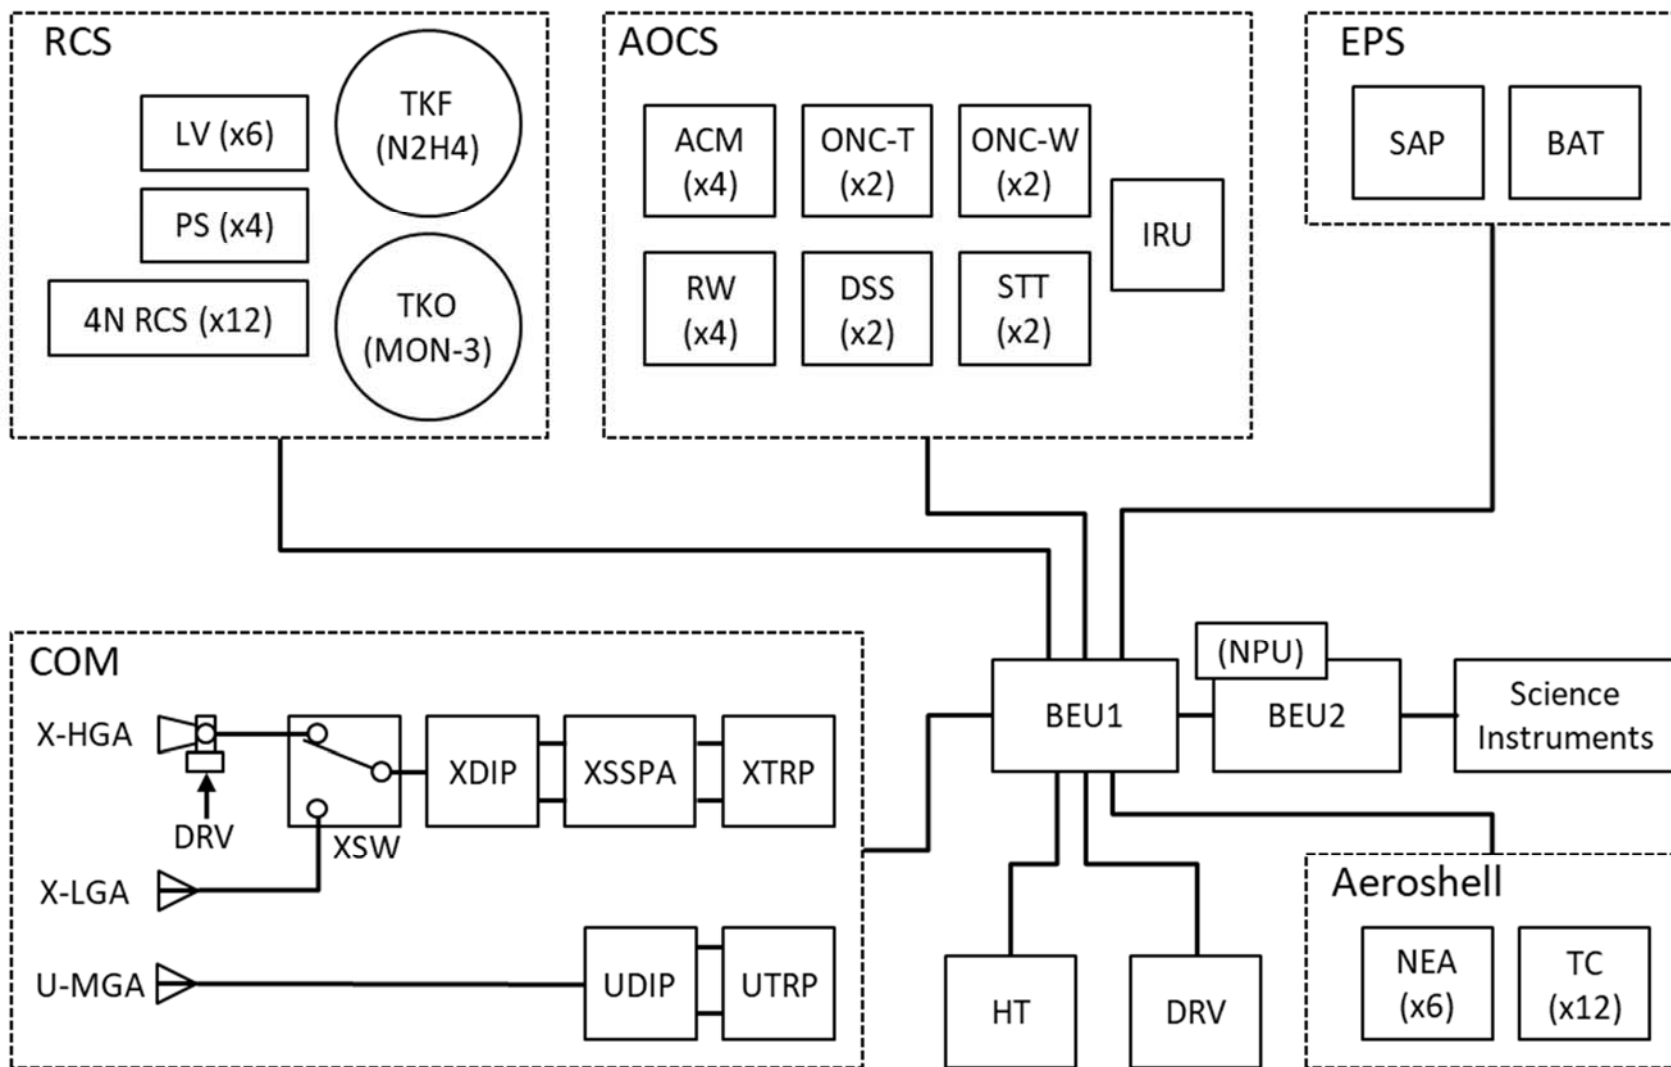 RCS
LV (x6)
PS (x4)
4N RCS (x12)
TKF
(N2H4)
TKO
(MON-3)
AOCS
ACM
(x4)
ONC-T
(x2)
ONC-W
(x2)
IRU
RW
(x4)
DSS
(x2)
STT
(x2)
EPS
SAP
BAT
COM
X-HGA
DRV
XSW
XDIP
XSSPA
XTRP
X-LGA
U-MGA
UDIP
UTRP
BEU1
(NPU)
BEU2
Science
Instruments
HT
DRV
Aeroshell
NEA
(x6)
TC
(x12)